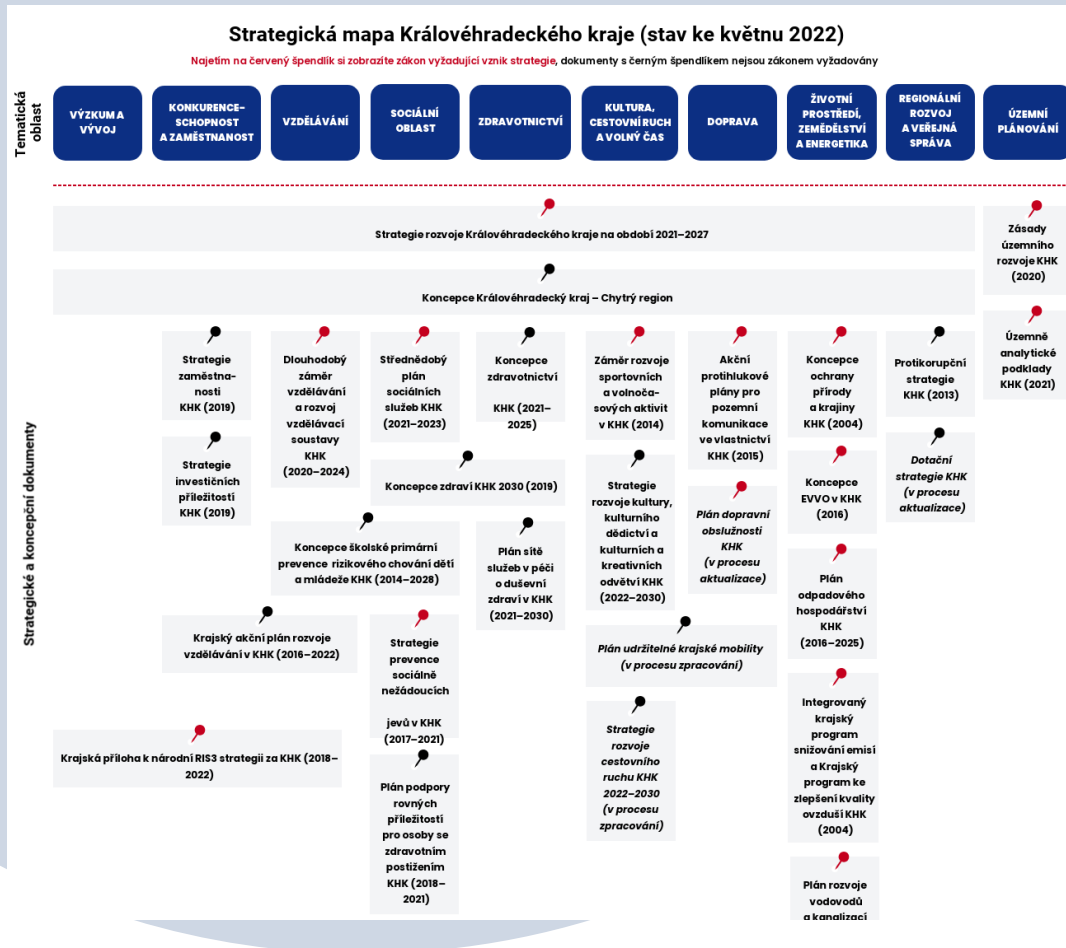 Strategická mapa Královéhradeckého kraje (stav ke květnu 2022)
Najetím na červený špendlík si zobrazíte zákon vyžadující vznik strategie, dokumenty s černým špendlíkem nejsou zákonem vyžadovány
Tematická
oblast
VÝZKUM A
VÝVOJ
KONKURENCE-
SCHOPNOST
A ZAMĚSTNANOST
VZDĚLÁVÁNÍ
SOCIÁLNÍ
OBLAST
ZDRAVOTNICTVÍ
KULTURA,
CESTOVNÍ RUCH
A VOLNÝ ČAS
DOPRAVA
ŽIVOTNÍ
PROSTŘEDÍ,
ZEMĚDĚLSTVÍ
A ENERGETIKA
REGIONÁLNÍ
ROZVOJ
A VEŘEJNÁ
SPRÁVA
ÚZEMNÍ
PLÁNOVÁNÍ
Strategické a koncepční dokumenty
Strategie rozvoje Královéhradeckého kraje na období 2021–2027
Koncepce Královéhradecký kraj – Chytrý region
Zásady
územního
rozvoje KHK
(2020)
Územně
analytické
podklady
KHK (2021)
Strategie
zaměstna-
nosti
KHK (2019)
Strategie
investičních
příležitostí
KHK (2019)
Dlouhodobý
záměr
vzdělávání
a rozvoj
vzdělávací
soustavy
KHK
(2020–2024)
Střednědobý
plán
sociálních
služeb KHK
(2021–2023)
Koncepce
zdravotnictví
KHK (2021–
2025)
Záměr rozvoje
sportovních
a volnoča-
sových aktivit
v KHK (2014)
Akční
protihlukové
plány pro
pozemní
komunikace
ve vlastnictví
KHK (2015)
Koncepce
ochrany
přírody
a krajiny
KHK (2004)
Protikorupční
strategie
KHK (2013)
Dotační
strategie KHK
(v procesu
aktualizace)
Koncepce zdraví KHK 2030 (2019)
Strategie
rozvoje kultury,
kulturního
dědictví a
kulturních a
kreativních
odvětví KHK
(2022–2030)
Plán dopravní
obslužnosti
KHK
(v procesu
aktualizace)
Koncepce
EVVO v KHK
(2016)
Koncepce školské primární
prevence rizikového chování dětí
a mládeže KHK (2014–2028)
Plán sítě
služeb v péči
o duševní
zdraví v KHK
(2021–2030)
Plán
odpadového
hospodářství
KHK
(2016–2025)
Krajský akční plán rozvoje
vzdělávání v KHK (2016–2022)
Strategie
prevence
sociálně
nežádoucích
jevů v KHK
(2017–2021)
Plán udržitelné krajské mobility
(v procesu zpracování)
Integrovaný
krajský
program
snižování emisí
a Krajský
program ke
zlepšení kvality
ovzduší KHK
(2004)
Strategie
rozvoje
cestovního
ruchu KHK
2022–2030
(v procesu
zpracování)
Krajská příloha k národní RIS3 strategii za KHK (2018–
2022)
Plán podpory
rovných
příležitostí
pro osoby se
zdravotním
postižením
KHK (2018–
2021)
Plán rozvoje
vodovodů
a kanalizací